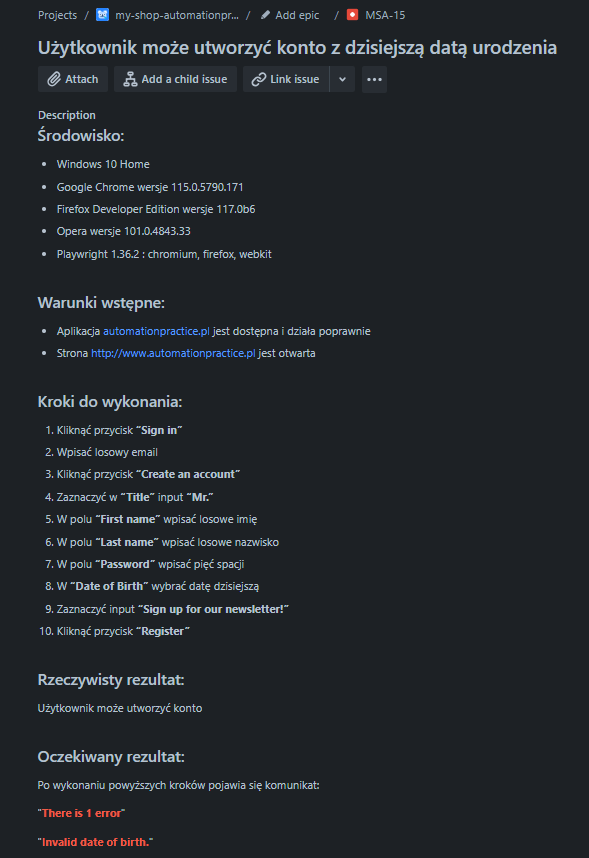 Projects / my-shop-automationpr... / Add epic / MSA-15
Użytkownik może utworzyć konto z dzisiejszą datą urodzenia
Attach Add a child issue Link issue
Description
Środowisko:
• Windows 10 Home
• Google Chrome wersje 115.0.5790.171
• Firefox Developer Edition wersje 117.0b6
• Opera wersje 101.0.4843.33
• Playwright 1.36.2 : chromium, firefox, webkit
Warunki wstępne:
• Aplikacja automationpractice.pl jest dostępna i działa poprawnie
• Strona http://www.automationpractice.pl jest otwarta
Kroki do wykonania:
1. Kliknąć przycisk “Sign in”
2. Wpisać losowy email
3. Kliknąć przycisk “Create an account”
4. Zaznaczyć w “Title” input “Mr.”
5. W polu “First name” wpisać losowe imię
6. W polu “Last name” wpisać losowe nazwisko
7. W polu “Password” wpisać pięć spacji
8. W “Date of Birth” wybrać datę dzisiejszą
9. Zaznaczyć input “Sign up for our newsletter!”
10. Kliknąć przycisk “Register”
Rzeczywisty rezultat:
Użytkownik może utworzyć konto
Oczekiwany rezultat:
Po wykonaniu powyższych kroków pojawia się komunikat:
"There is 1 error"
"Invalid date of birth."